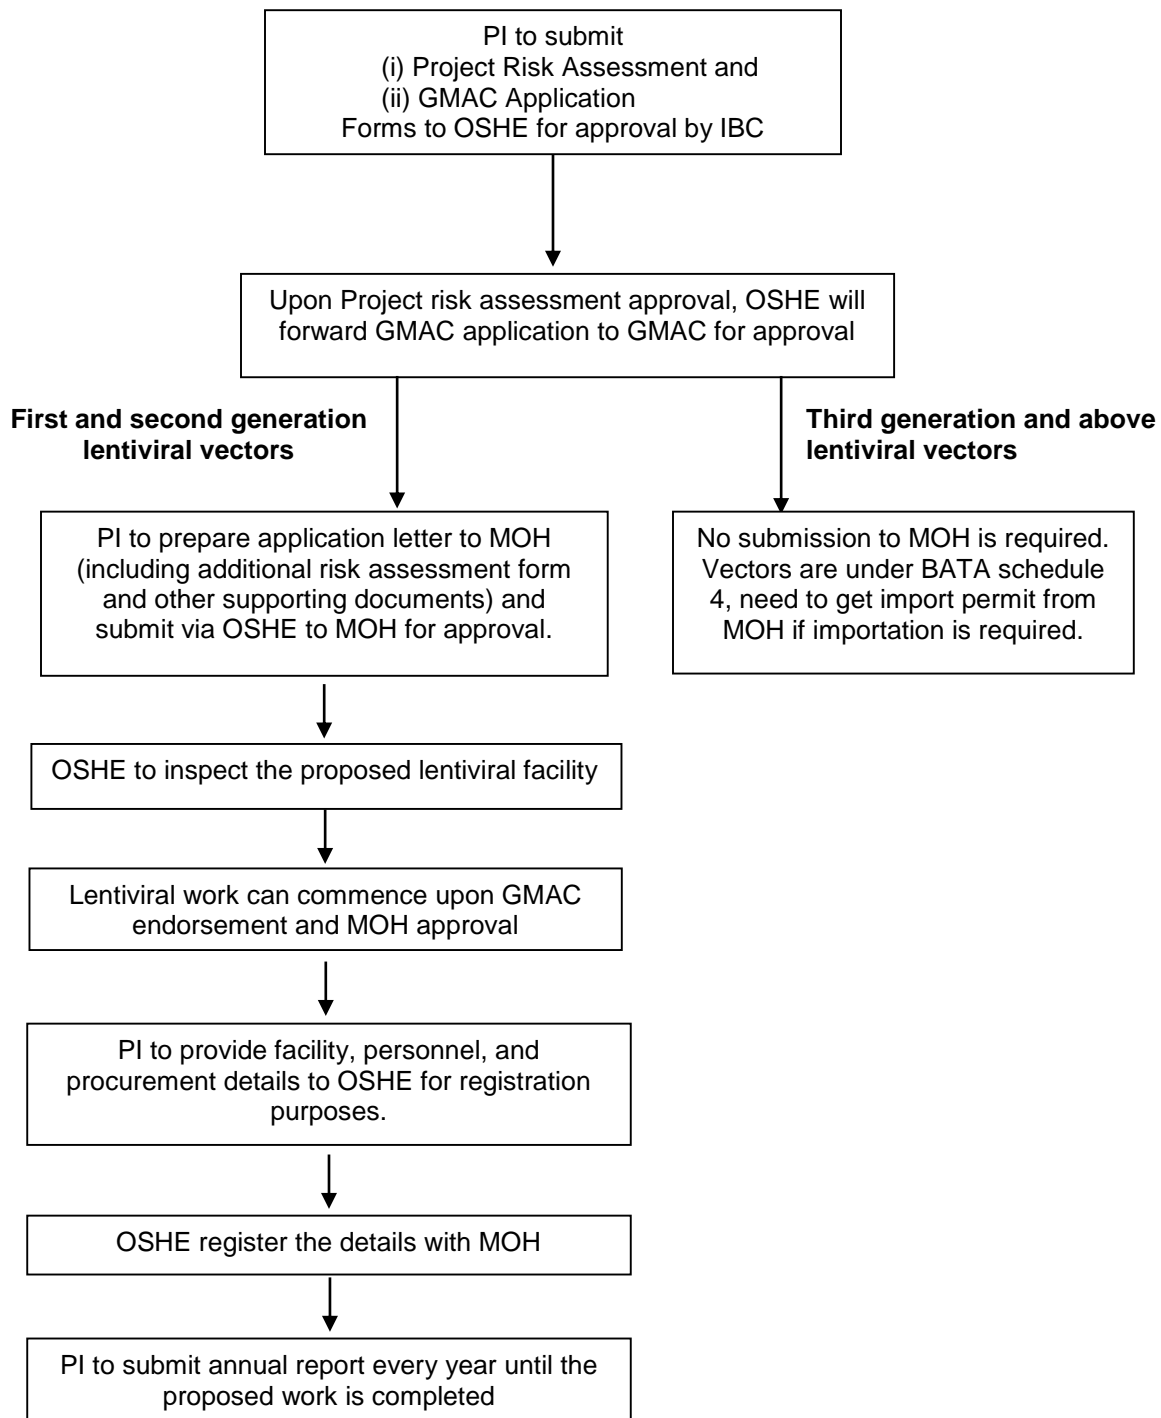 PI to submit
(i) Project Risk Assessment and
(ii) GMAC Application
Forms to OSHE for approval by IBC
Upon Project risk assessment approval, OSHE will
forward GMAC application to GMAC for approval
First and second generation
lentiviral vectors
Third generation and above
lentiviral vectors
PI to prepare application letter to MOH
(including additional risk assessment form
and other supporting documents) and
submit via OSHE to MOH for approval.
No submission to MOH is required.
Vectors are under BATA schedule
4, need to get import permit from
MOH if importation is required.
OSHE to inspect the proposed lentiviral facility
Lentiviral work can commence upon GMAC
endorsement and MOH approval
PI to provide facility, personnel, and
procurement details to OSHE for registration
purposes.
OSHE register the details with MOH
PI to submit annual report every year until the
proposed work is completed